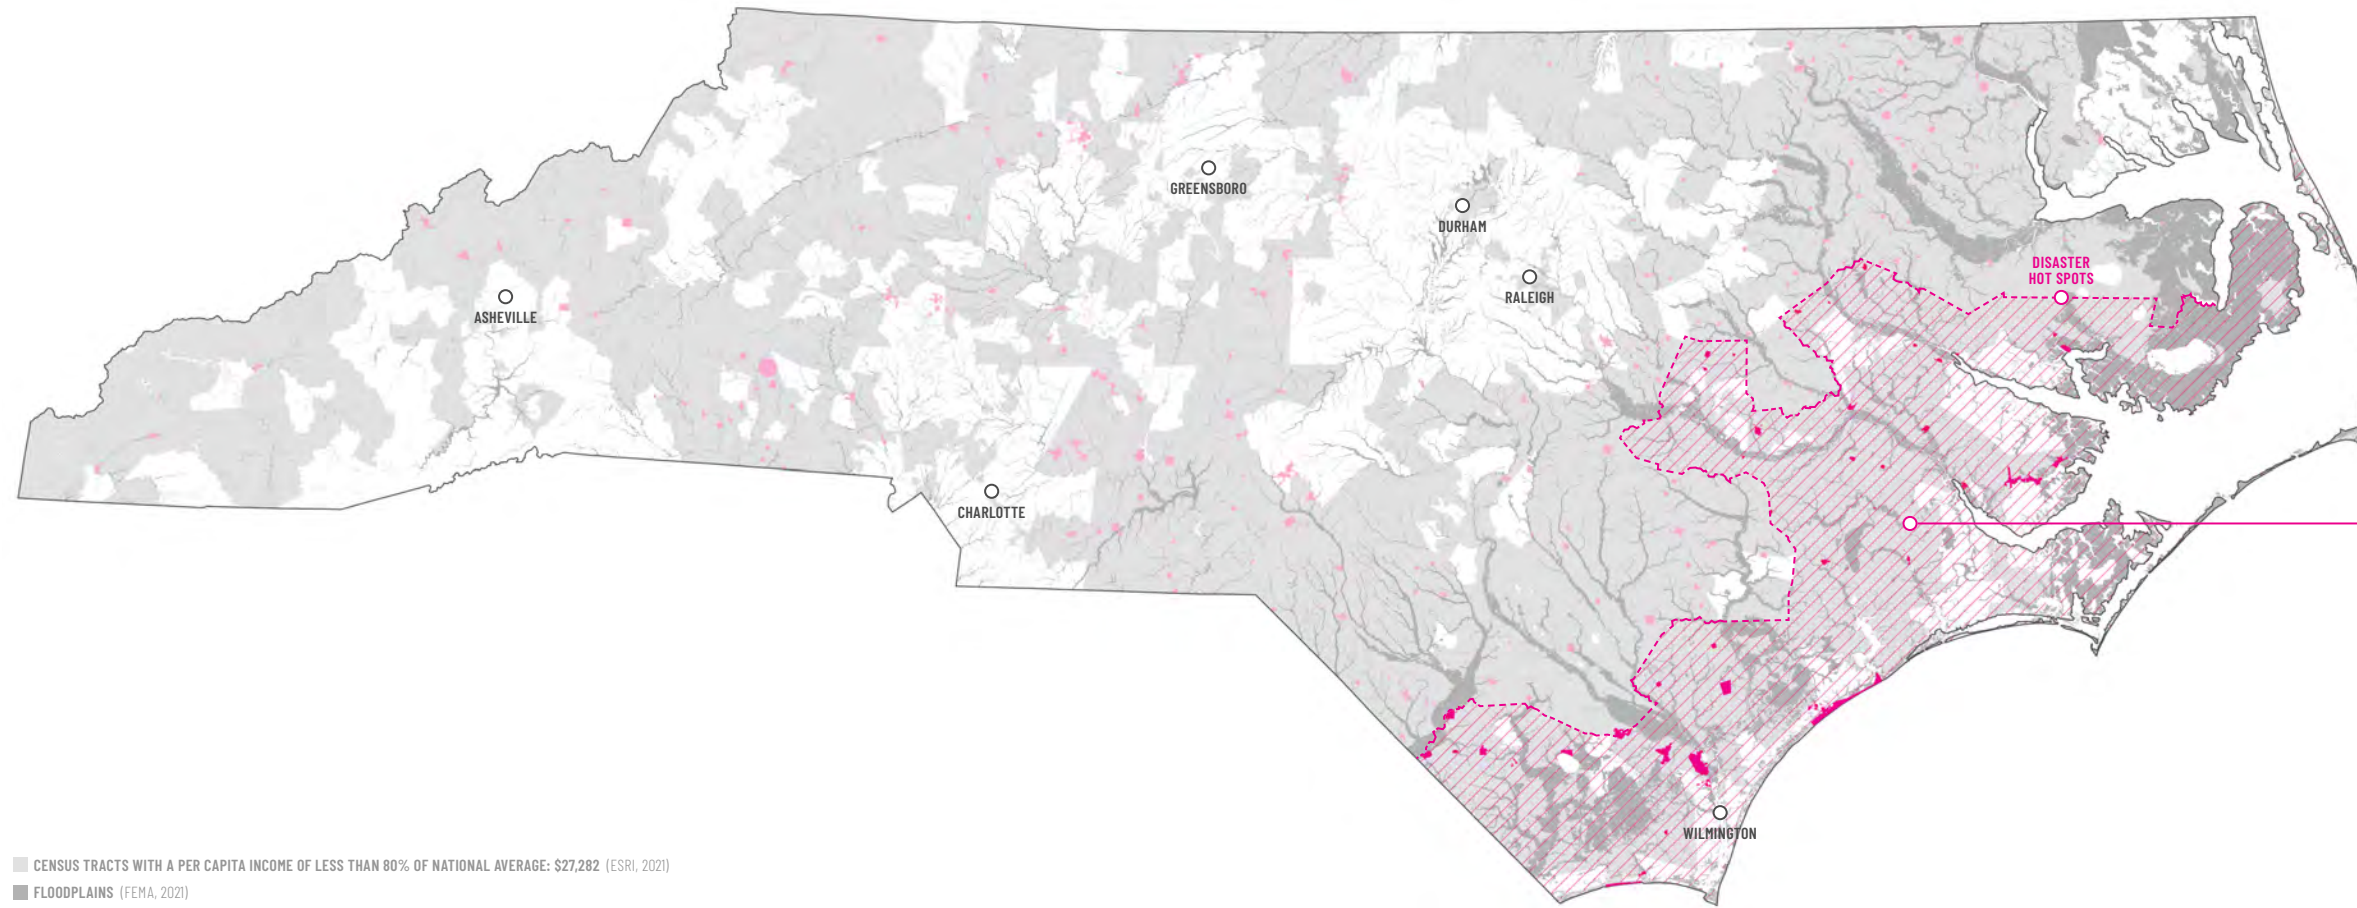 GREENSBORO
DURHAM
DISASTER
HOT SPOTS
RALEIGH
ASHEVILLE
CHARLOTTE
WILMINGTON
CENSUS TRACTS WITH A PER CAPITA INCOME OF LESS THAN 80% OF NATIONAL AVERAGE: $27,282 (ESRI, 2021)
FLOODPLAINS (FEMA, 2021)